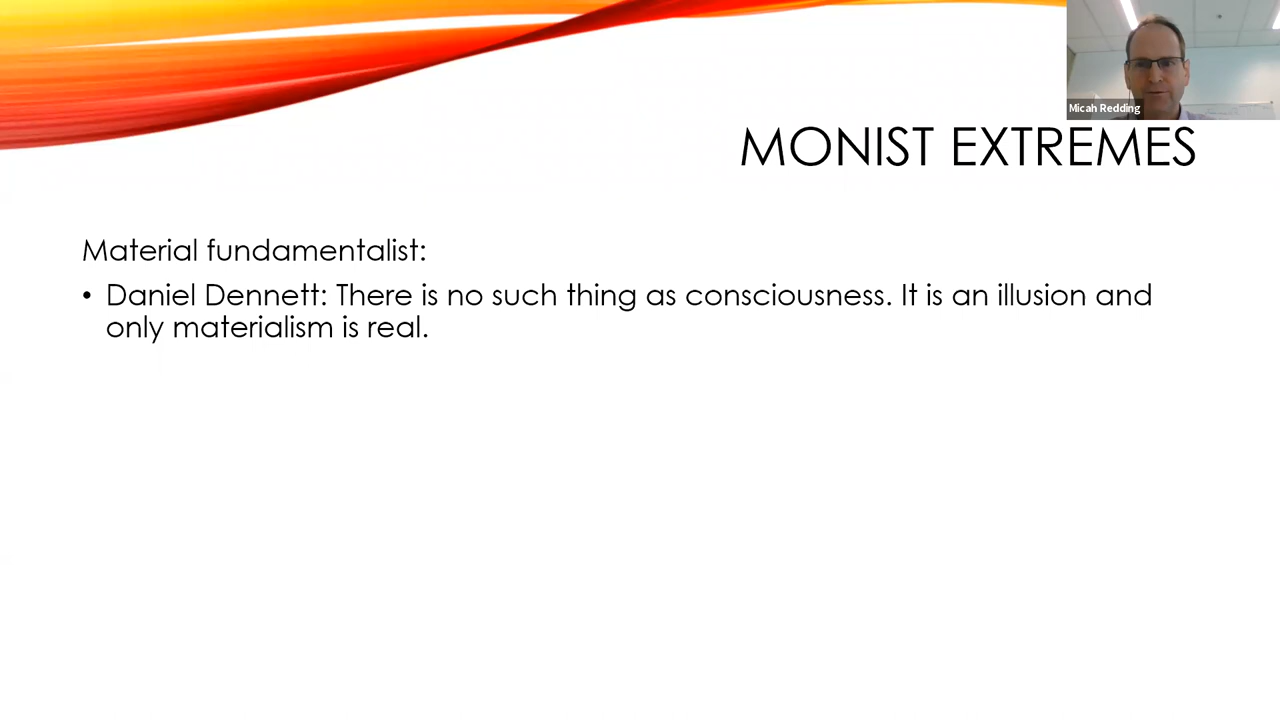 Micah Redding
MONIST EXTREMES
Material fundamentalist:
• Daniel Dennett: There is no such thing as consciousness. It is an illusion and
only materialism is real.